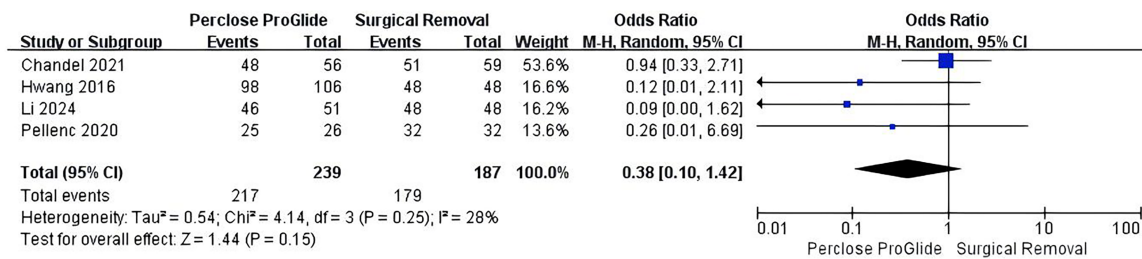 Perclose ProGlide Surgical Removal Odds Ratio Odds Ratio
Study or Subgroup Events Total Events Total Weight M-H, Random, 95% CI M-H, Random, 95% CI
Chandel 2021 48 56 51 59 53.6% 0.94 [0.33, 2.71]
Hwang 2016 98 106 48 48 16.6% 0.12 [0.01, 2.11]
Li 2024 46 51 48 48 16.2% 0.09 [0.00, 1.62]
Pellenc 2020 25 26 32 32 13.6% 0.26 [0.01, 6.69]
Total (95% CI) 239 187 100.0% 0.38 [0.10, 1.42]
Total events 217 179
Heterogeneity: Tau² = 0.54; Chi² = 4.14, df = 3 (P = 0.25); I² = 28%
Test for overall effect: Z = 1.44 (P = 0.15)
0.01 0.1 1 10 100
Perclose ProGlide Surgical Removal